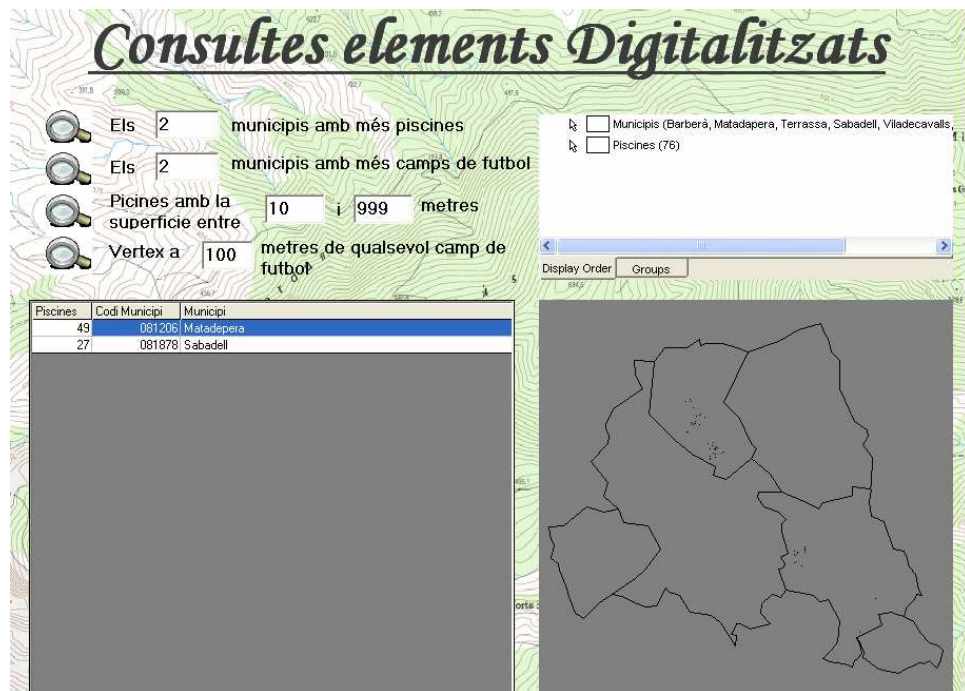 Consultes elements Digitalitzats
Els 2 municipis amb més piscines
Els 2 municipis amb més camps de futbol
Picines amb la superficie entre 10 i 999 metres
Vertex a 100 metres de qualsevol camp de futbol
Municipis (Barberà, Matadapera, Terrassa, Sabadell, Viladecavalls,
Piscines (76)
Display Order Groups
Piscines Codi Municipi Municipi
49 081206 Matadepera
27 081878 Sabadell